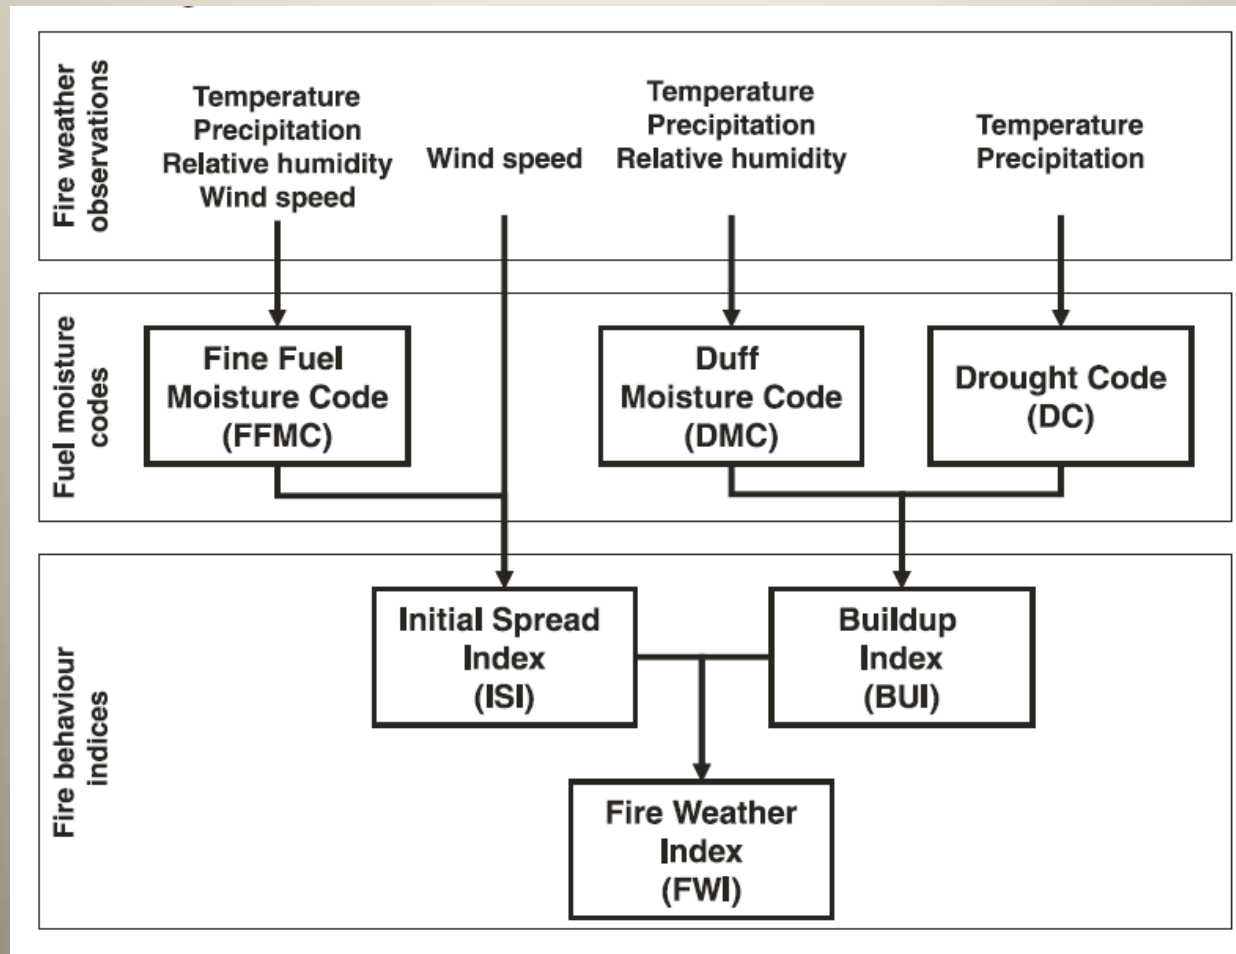 Fire weather
observations
Temperature
Precipitation
Relative humidity
Wind speed
Wind speed
Temperature
Precipitation
Relative humidity
Temperature
Precipitation
Fuel moisture
codes
Fine Fuel
Moisture Code
(FFMC)
Duff
Moisture Code
(DMC)
Drought Code
(DC)
Fire behaviour
indices
Initial Spread
Index
(ISI)
Buildup
Index
(BUI)
Fire Weather
Index
(FWI)